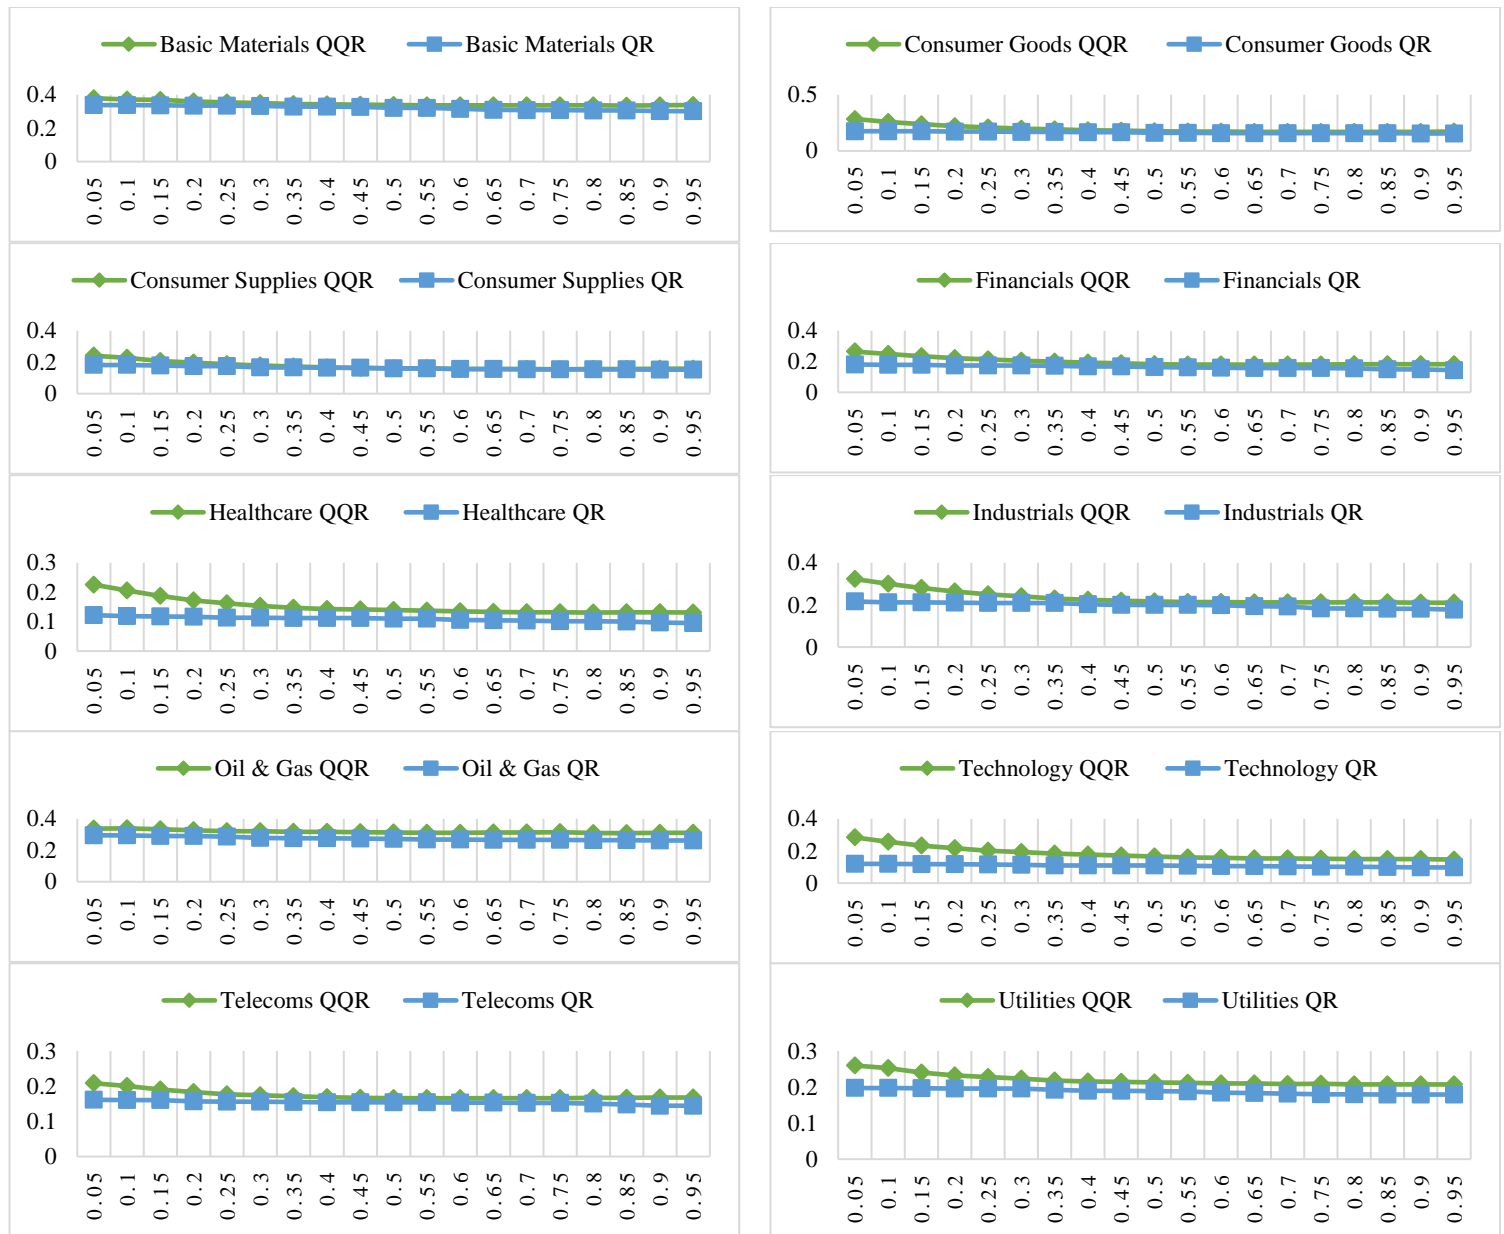 Basic Materials QQR Basic Materials QR
0.4
0.2
0
0.05 0.1 0.15 0.2 0.25 0.3 0.35 0.4 0.45 0.5 0.55 0.6 0.65 0.7 0.75 0.8 0.85 0.9 0.95
Consumer Goods QQR Consumer Goods QR
0.5
0
0.05 0.1 0.15 0.2 0.25 0.3 0.35 0.4 0.45 0.5 0.55 0.6 0.65 0.7 0.75 0.8 0.85 0.9 0.95
Consumer Supplies QQR Consumer Supplies QR
0.4
0.2
0
0.05 0.1 0.15 0.2 0.25 0.3 0.35 0.4 0.45 0.5 0.55 0.6 0.65 0.7 0.75 0.8 0.85 0.9 0.95
Financials QQR Financials QR
0.4
0.2
0
0.05 0.1 0.15 0.2 0.25 0.3 0.35 0.4 0.45 0.5 0.55 0.6 0.65 0.7 0.75 0.8 0.85 0.9 0.95
Healthcare QQR Healthcare QR
0.3
0.2
0.1
0
0.05 0.1 0.15 0.2 0.25 0.3 0.35 0.4 0.45 0.5 0.55 0.6 0.65 0.7 0.75 0.8 0.85 0.9 0.95
Industrials QQR Industrials QR
0.4
0.2
0
0.05 0.1 0.15 0.2 0.25 0.3 0.35 0.4 0.45 0.5 0.55 0.6 0.65 0.7 0.75 0.8 0.85 0.9 0.95
Oil & Gas QQR Oil & Gas QR
0.4
0.2
0
0.05 0.1 0.15 0.2 0.25 0.3 0.35 0.4 0.45 0.5 0.55 0.6 0.65 0.7 0.75 0.8 0.85 0.9 0.95
Technology QQR Technology QR
0.4
0.2
0
0.05 0.1 0.15 0.2 0.25 0.3 0.35 0.4 0.45 0.5 0.55 0.6 0.65 0.7 0.75 0.8 0.85 0.9 0.95
Telecoms QQR Telecoms QR
0.3
0.2
0.1
0
0.05 0.1 0.15 0.2 0.25 0.3 0.35 0.4 0.45 0.5 0.55 0.6 0.65 0.7 0.75 0.8 0.85 0.9 0.95
Utilities QQR Utilities QR
0.3
0.2
0.1
0
0.05 0.1 0.15 0.2 0.25 0.3 0.35 0.4 0.45 0.5 0.55 0.6 0.65 0.7 0.75 0.8 0.85 0.9 0.95